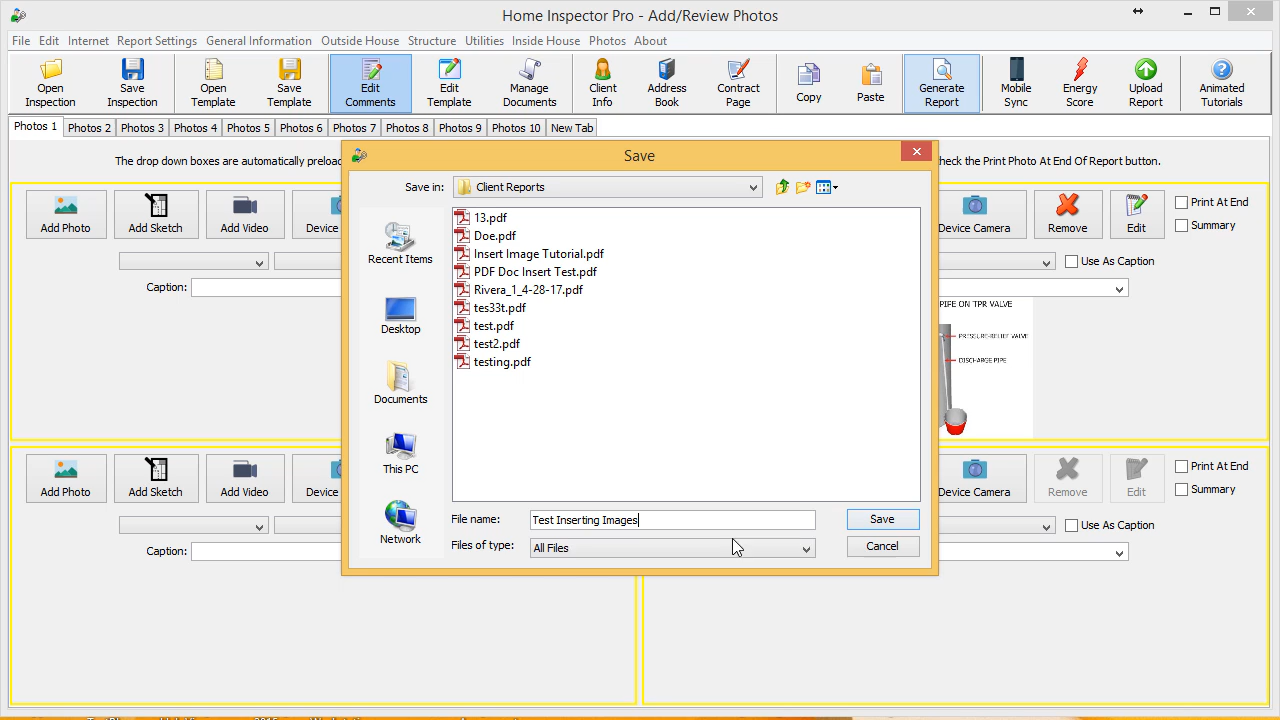 Home Inspector Pro - Add/Review Photos
File Edit Internet Report Settings General Information Outside House Structure Utilities Inside House Photos About
Open Inspection
Save Inspection
Open Template
Save Template
Edit Comments
Edit Template
Manage Documents
Client Info
Address Book
Contract Page
Copy
Paste
Generate Report
Mobile Sync
Energy Score
Upload Report
Animated Tutorials
Photos 1 Photos 2 Photos 3 Photos 4 Photos 5 Photos 6 Photos 7 Photos 8 Photos 9 Photos 10 New Tab
The drop down boxes are automatically preloa
heck the Print Photo At End Of Report button.
Add Photo Add Sketch Add Video Device
Caption:
Device Camera Remove Edit
Print At End
Summary
Use As Caption
PIPE ON TPR VALVE
PRESSURE-RELIEF VALVE
DISCHARGE PIPE
Save
Save in: Client Reports
Recent Items
Desktop
Documents
This PC
Network
13.pdf
Doe.pdf
Insert Image Tutorial.pdf
PDF Doc Insert Test.pdf
Rivera_1_4-28-17.pdf
tes33t.pdf
test.pdf
test2.pdf
testing.pdf
File name: Test Inserting Images Save
Files of type: All Files Cancel
Add Photo Add Sketch Add Video Device
Caption:
Device Camera Remove Edit
Print At End
Summary
Use As Caption